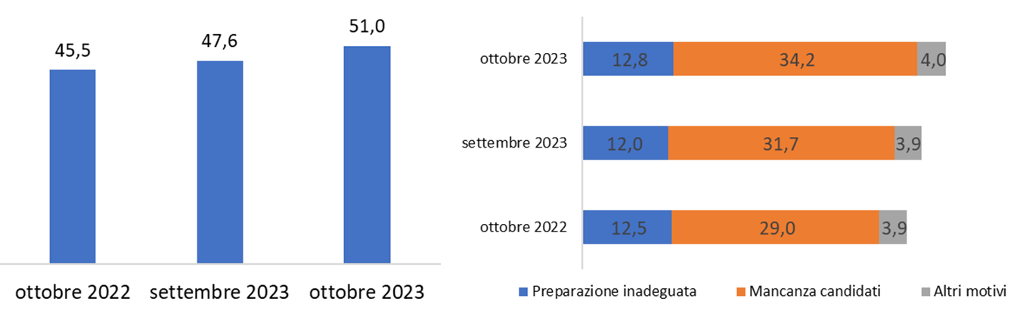 45,5
47,6
51,0
ottobre 2022 settembre 2023 ottobre 2023
ottobre 2023 12,8 34,2 4,0
settembre 2023 12,0 31,7 3,9
ottobre 2022 12,5 29,0 3,9
Preparazione inadeguata Mancanza candidati Altri motivi